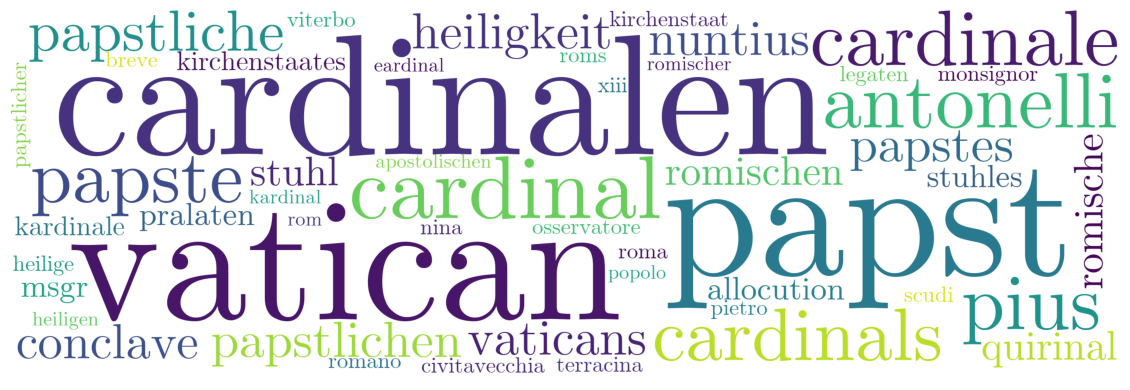 papstliche
viterbo
heiligkeit
kirchenstaat
nuntius
cardinale
breve
kirchenstaates
eardinal
roms
romischer
xiii
legaten
monsignor
papstlicher
cardinalen
antonelli
papste
stuhl
apostolischen
cardinal
romischen
papstes
stuhles
romische
kardinal
kardinale
pralaten
rom
nina
osservatore
papst
vatican
roma
popolo
heilige
msgr
allocution
pietro
scudi
pius
heiligen
conclave
papstlichen
vaticans
cardinals
quirinal
romano
civitavecchia
terracina